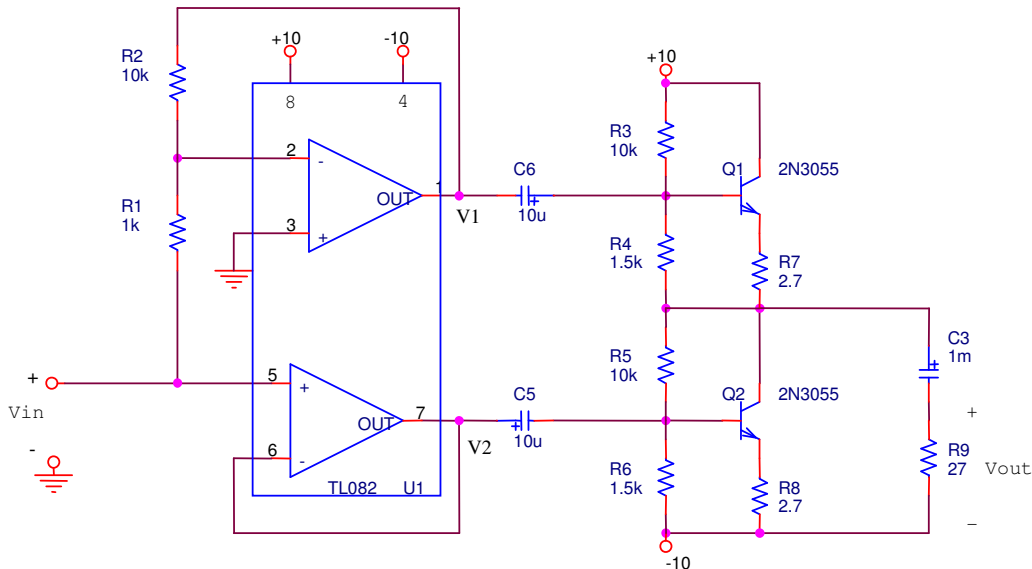 +10
-10
R2
10k
8
4
2
-
OUT
1
V1
3
+
R1
1k
C6
+
10u
+10
R3
10k
Q1
2N3055
R4
1.5k
R7
2.7
C3
1m
+
+
Vin
-
5
+
OUT
7
V2
6
-
TL082
U1
C5
+
10u
R5
10k
Q2
2N3055
R6
1.5k
R8
2.7
-10
+
R9
27
Vout
−